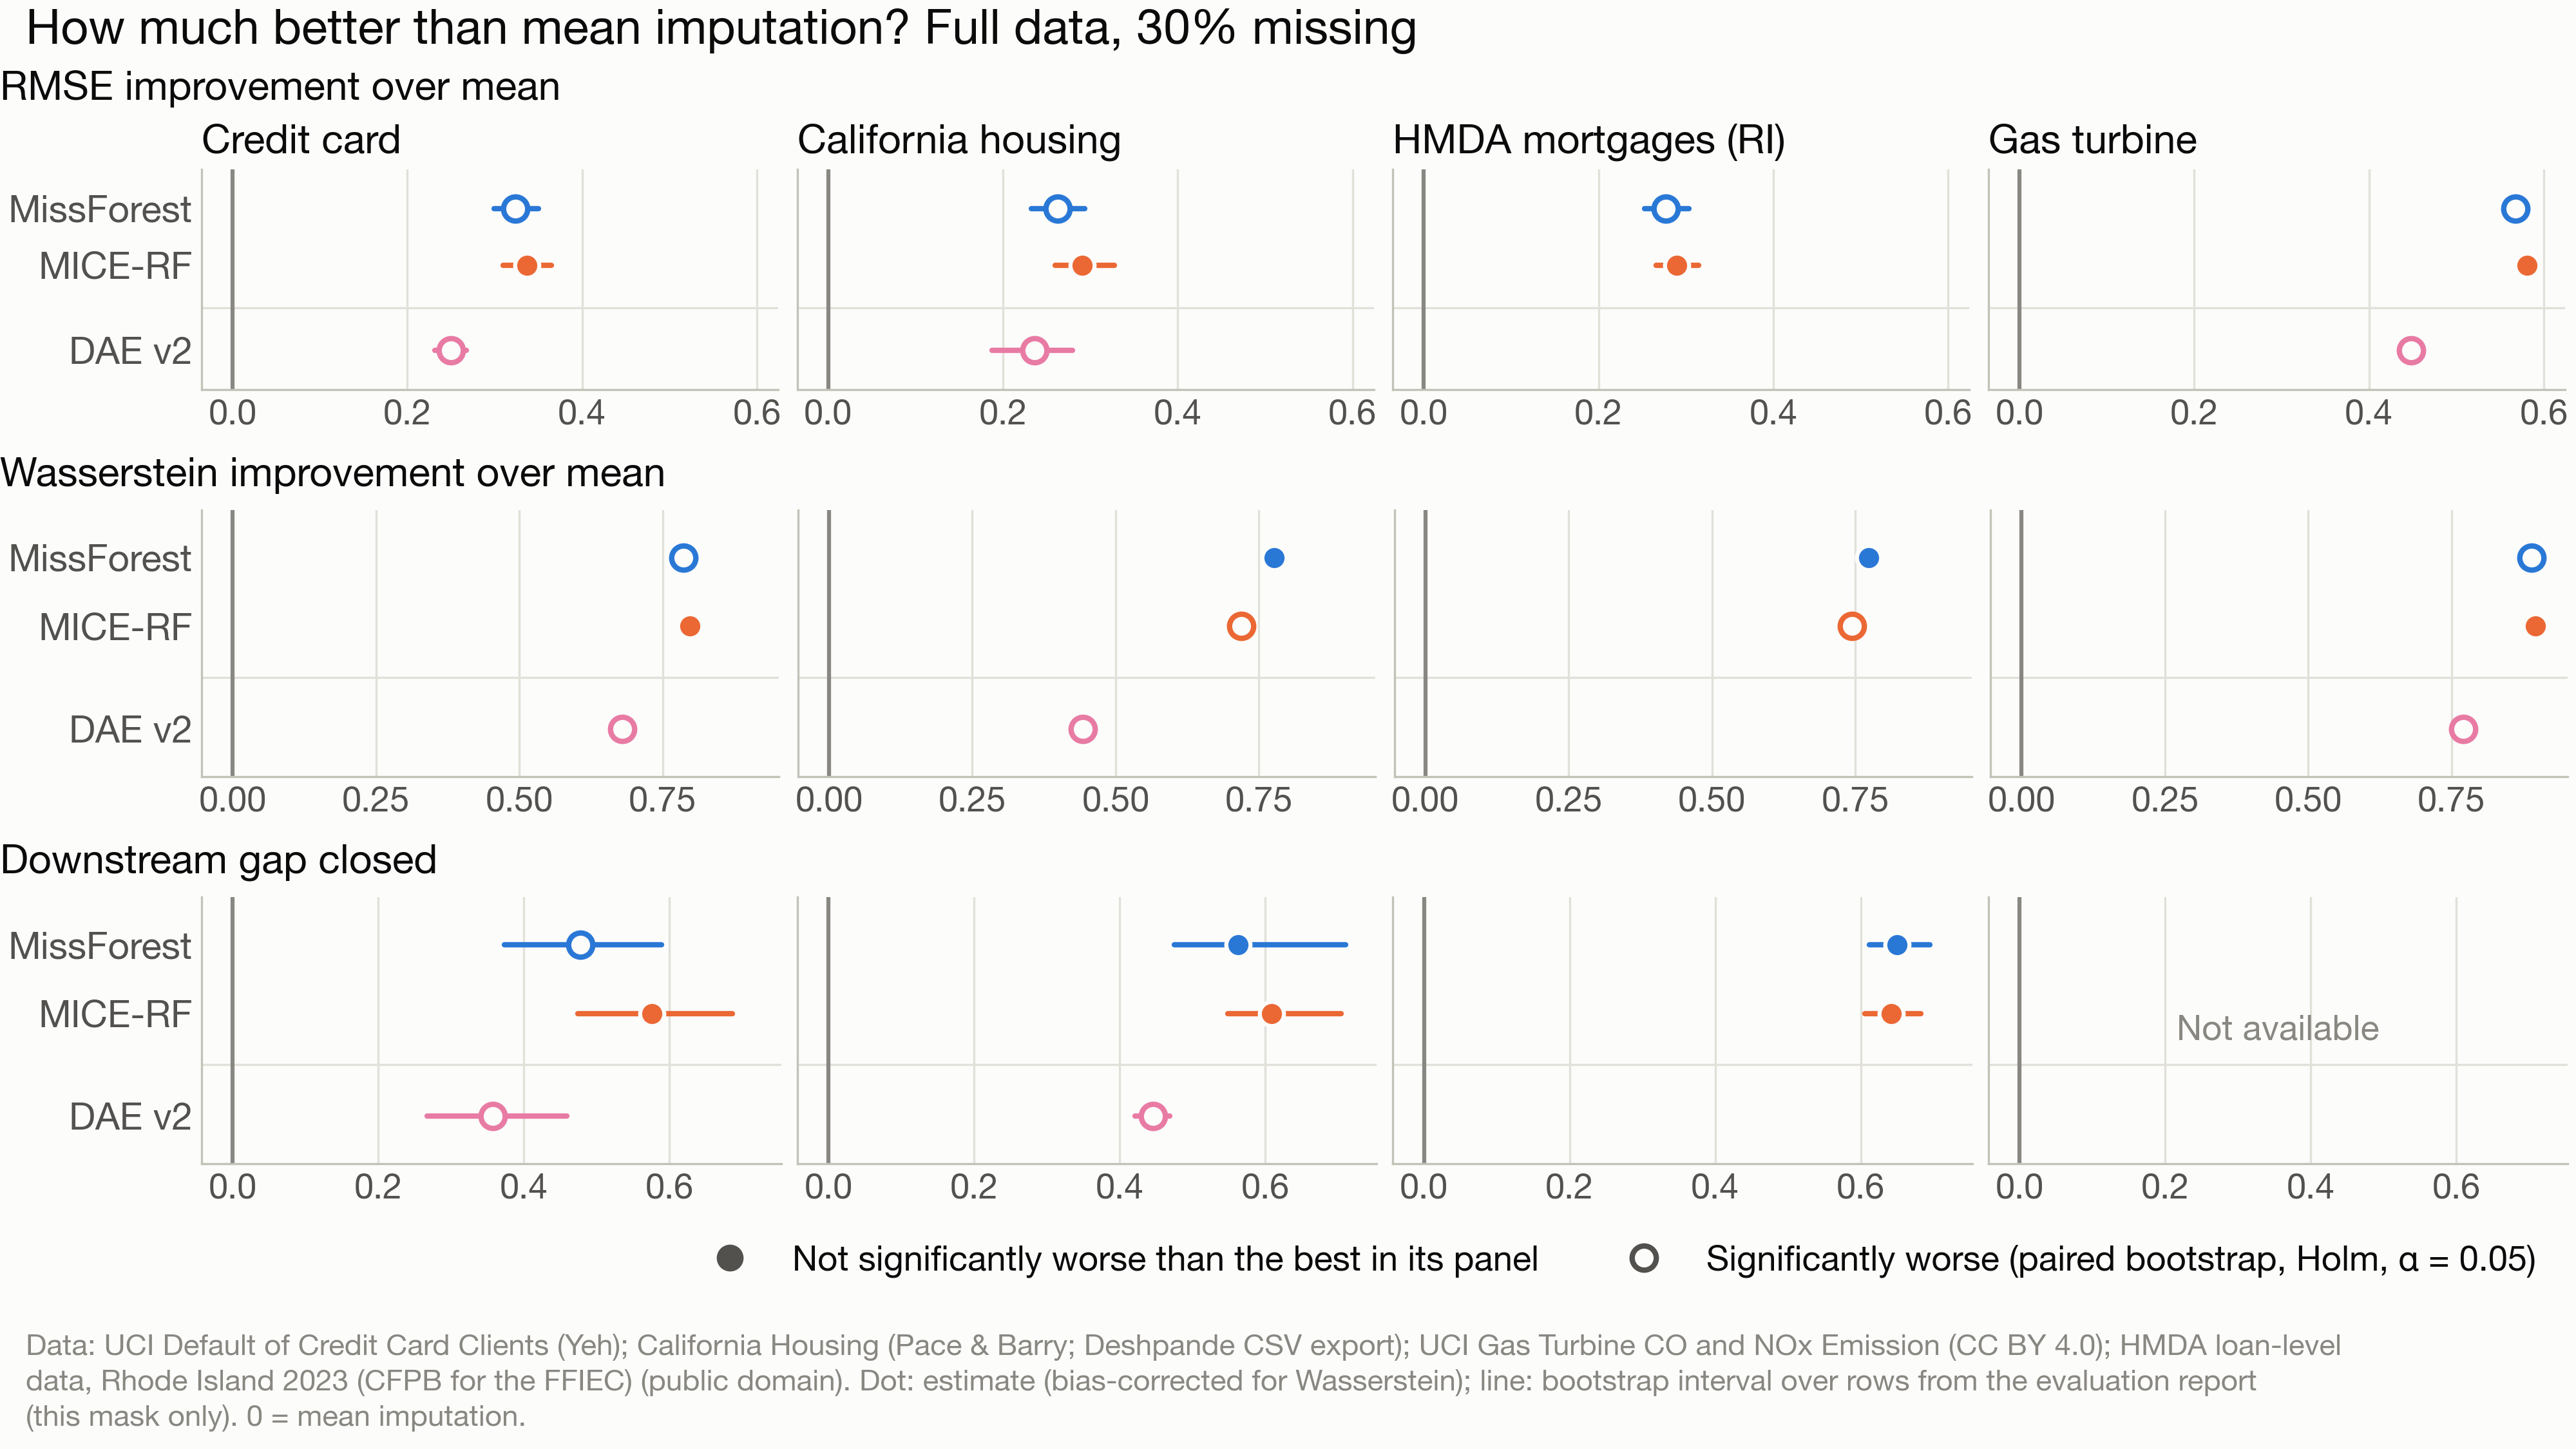 How much better than mean imputation? Full data, 30% missing
RMSE improvement over mean
Credit card
California housing
HMDA mortgages (RI)
Gas turbine
MissForest
MICE-RF
DAE v2
0.0 0.2 0.4 0.6
0.0 0.2 0.4 0.6
0.0 0.2 0.4 0.6
0.0 0.2 0.4 0.6
Wasserstein improvement over mean
MissForest
MICE-RF
DAE v2
0.00 0.25 0.50 0.75
0.00 0.25 0.50 0.75
0.00 0.25 0.50 0.75
0.00 0.25 0.50 0.75
Downstream gap closed
MissForest
MICE-RF
DAE v2
Not available
0.0 0.2 0.4 0.6
0.0 0.2 0.4 0.6
0.0 0.2 0.4 0.6
0.0 0.2 0.4 0.6
Not significantly worse than the best in its panel
Significantly worse (paired bootstrap, Holm, α = 0.05)
Data: UCI Default of Credit Card Clients (Yeh); California Housing (Pace & Barry; Deshpande CSV export); UCI Gas Turbine CO and NOx Emission (CC BY 4.0); HMDA loan-level
data, Rhode Island 2023 (CFPB for the FFIEC) (public domain). Dot: estimate (bias-corrected for Wasserstein); line: bootstrap interval over rows from the evaluation report
(this mask only). 0 = mean imputation.